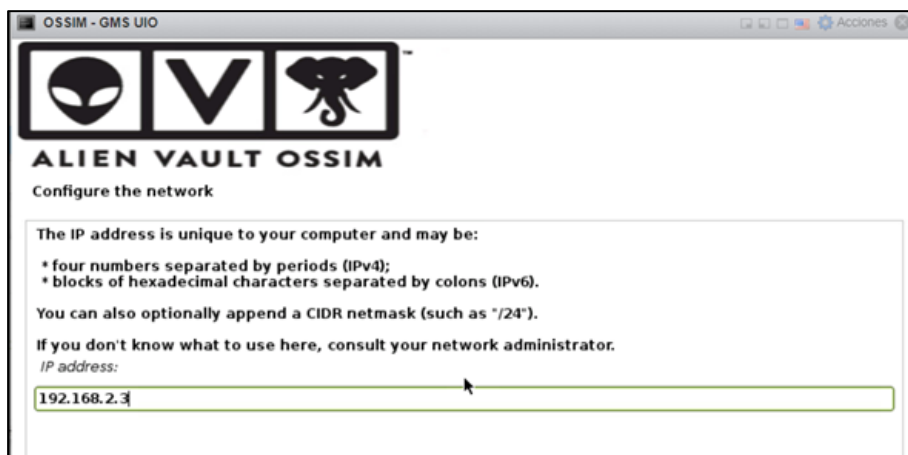 OSSIM - GMS UIO
Acciones
V
™
ALIEN VAULT OSSIM
Configure the network
The IP address is unique to your computer and may be:
* four numbers separated by periods (IPv4);
* blocks of hexadecimal characters separated by colons (IPv6).
You can also optionally append a CIDR netmask (such as "/24").
If you don't know what to use here, consult your network administrator.
IP address:
192.168.2.3